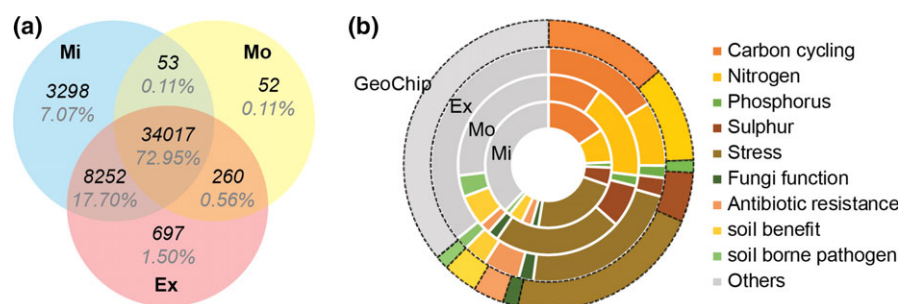 (a)
Mi
Mo
53
0.11%
3298
7.07%
52
0.11%
34017
72.95%
8252
17.70%
260
0.56%
697
1.50%
Ex
(b)
GeoChip
Ex
Mo
Mi
Carbon cycling
Nitrogen
Phosphorus
Sulphur
Stress
Fungi function
Antibiotic resistance
soil benefit
soil borne pathogen
Others